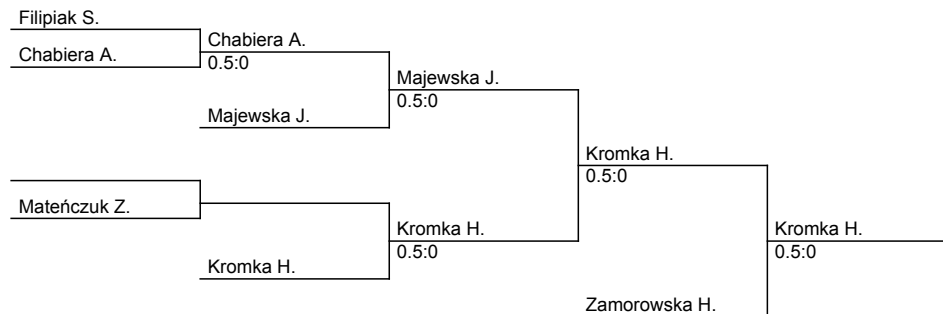 Filipiak S.
Chabiera A.
Chabiera A.
0.5:0
Majewska J.
Majewska J.
0.5:0
Mateńczuk Z.
Kromka H.
Kromka H.
0.5:0
Kromka H.
0.5:0
Zamorowska H.
Kromka H.
0.5:0